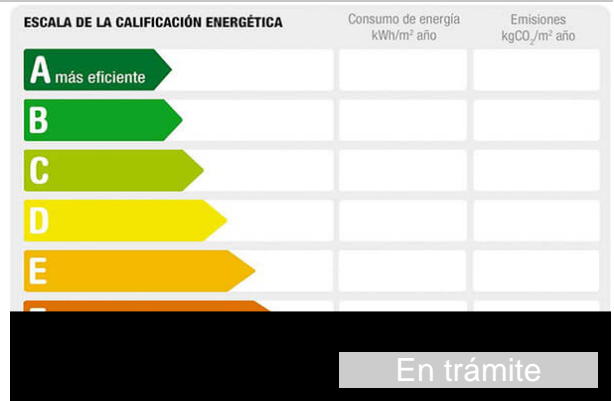 ESCALA DE LA CALIFICACIÓN ENERGÉTICA
Consumo de energía
kWh/m² año
Emisiones
kgCO₂/m² año
A más eficiente
B
C
D
E
En trámite